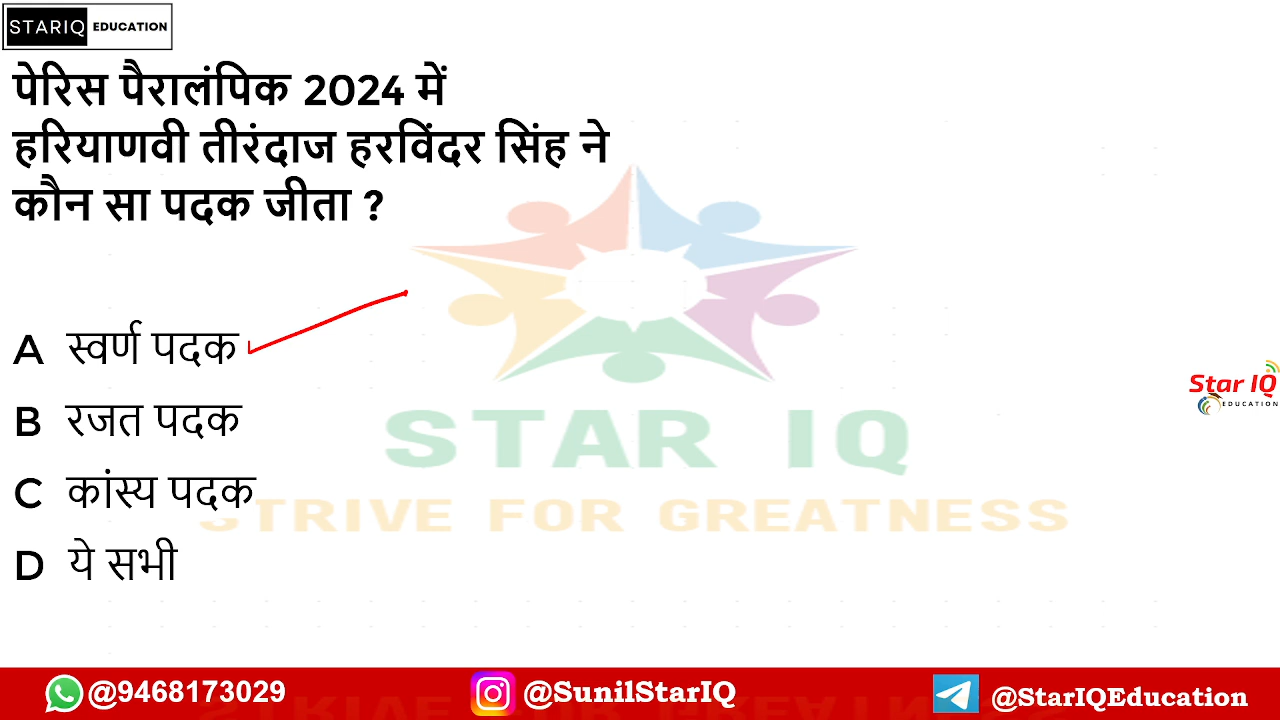 STARIQ EDUCATION
पेरिस पैरालंपिक 2024 में
हरियाणवी तीरंदाज हरविंदर सिंह ने
कौन सा पदक जीता ?
A स्वर्ण पदक
B रजत पदक
C कांस्य पदक
D ये सभी
STAR IQ
STRIVE FOR GREATNESS
Star IQ
EDUCATION
@9468173029
@SunilStarIQ
@StarIQEducation